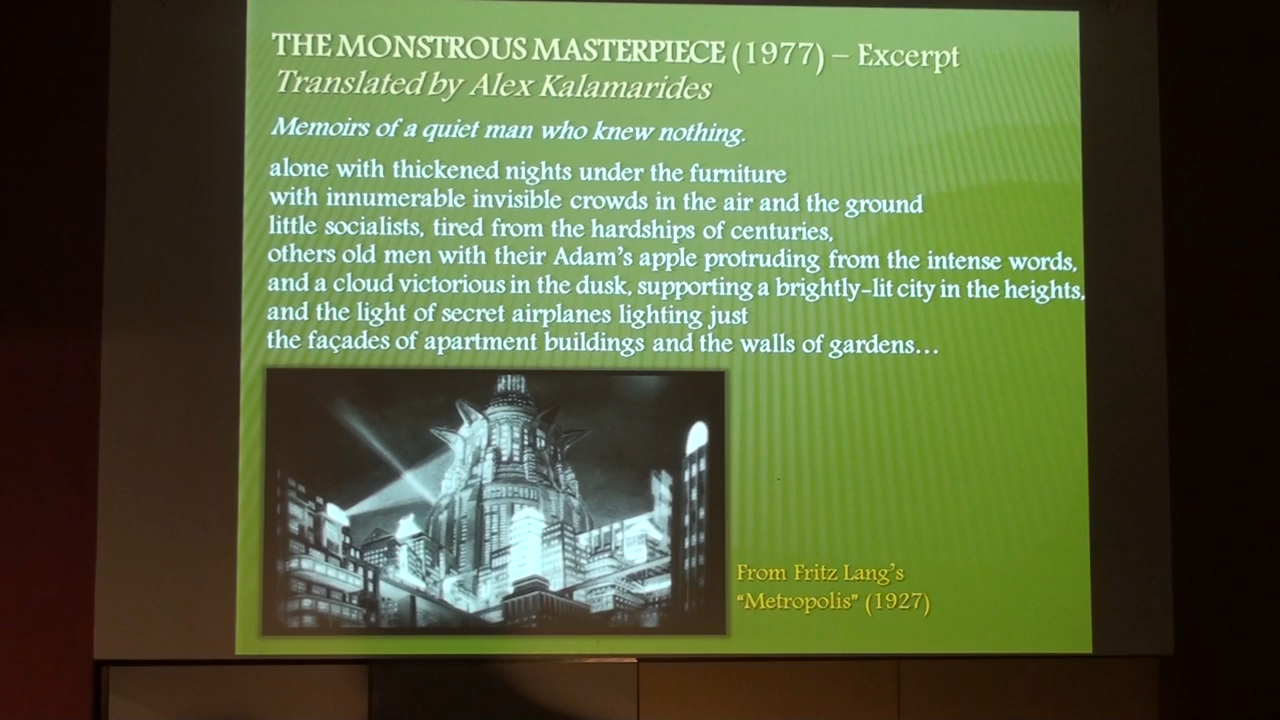 THE MONSTROUS MASTERPIECE (1977) – Excerpt
Translated by Alex Kalamarides
Memoirs of a quiet man who knew nothing.
alone with thickened nights under the furniture
with innumerable invisible crowds in the air and the ground
little socialists, tired from the hardships of centuries,
others old men with their Adam's apple protruding from the intense words,
and a cloud victorious in the dusk, supporting a brightly-lit city in the heights,
and the light of secret airplanes lighting just
the façades of apartment buildings and the walls of gardens…
From Fritz Lang's
"Metropolis" (1927)